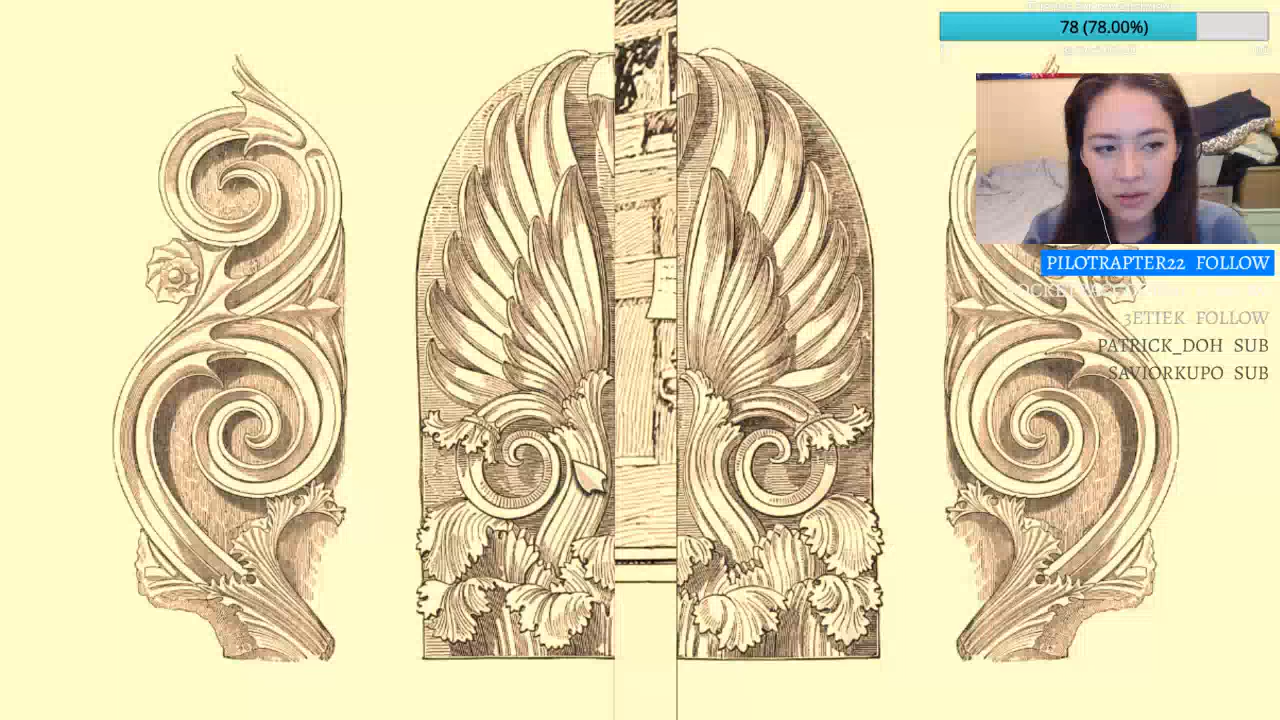 78 (78.00%)
PILOTRAPTER22 FOLLOW
3ETIEK FOLLOW
PATRICK_DOH SUB
SAVIORKUPO SUB